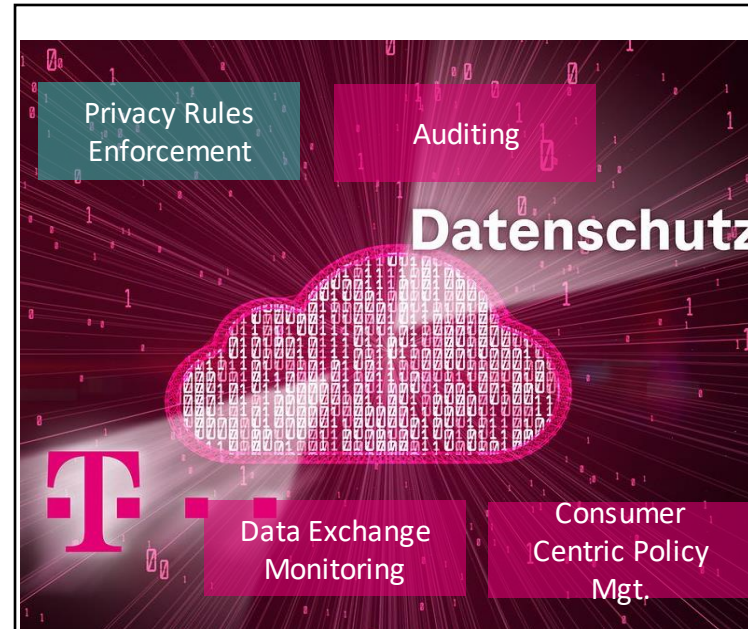 Privacy Rules
Enforcement
Auditing
Datenschutz
T
Data Exchange
Monitoring
Consumer
Centric Policy
Mgt.